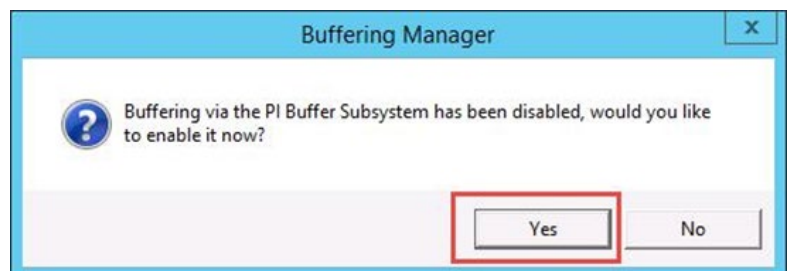 Buffering Manager
x
Buffering via the PI Buffer Subsystem has been disabled, would you like
to enable it now?
Yes No